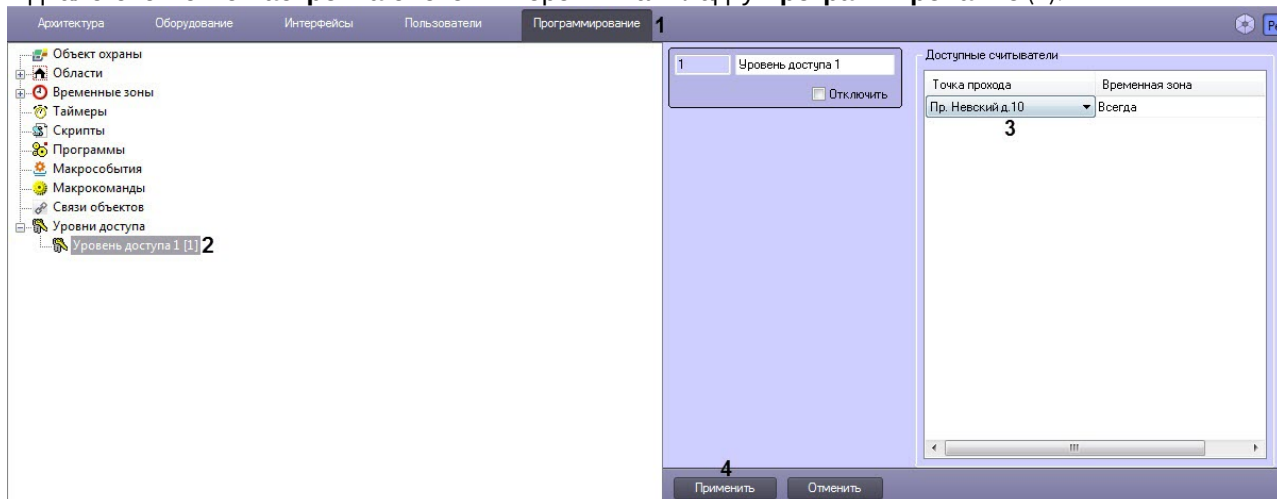 Архитектура Оборудование Интерфейсы Пользователи Программирование 1
Объект охраны
Области
Временные зоны
Таймеры
Скрипты
Программы
Макрособытия
Макрокоманды
Связи объектов
Уровни доступа
Уровень доступа 1 [1] 2
1 Уровень доступа 1
Отключить
Доступные считыватели
Точка прохода Временная зона
Пр. Невский д.10 Всегда
3
4
Применить Отменить